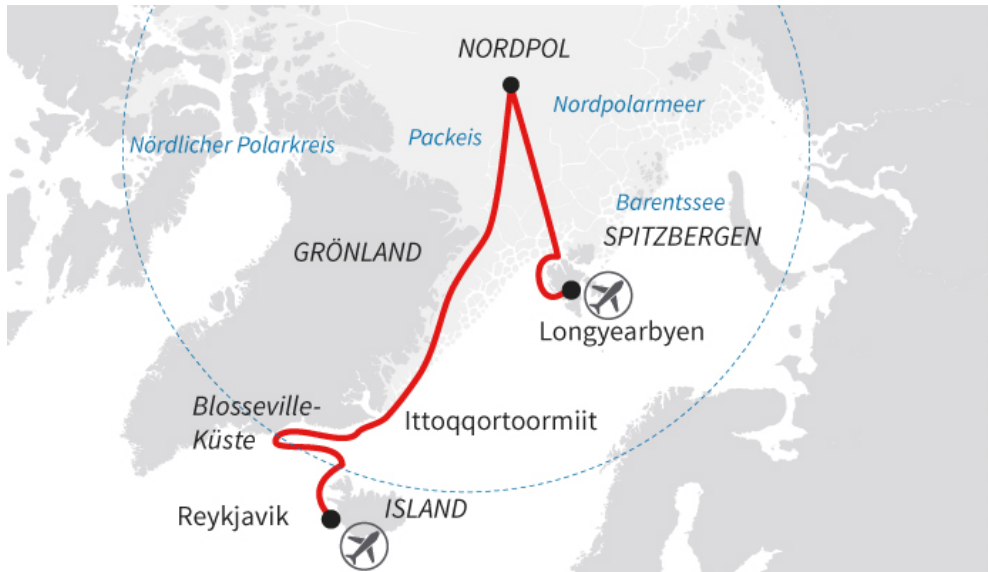 NORDPOL
Nordpolarmeer
Packeis
Nördlicher Polarkreis
Barentssee
SPITZBERGEN
GRÖNLAND
Longyearbyen
Blosseville-
Küste
Ittoqqortoormiit
ISLAND
Reykjavik